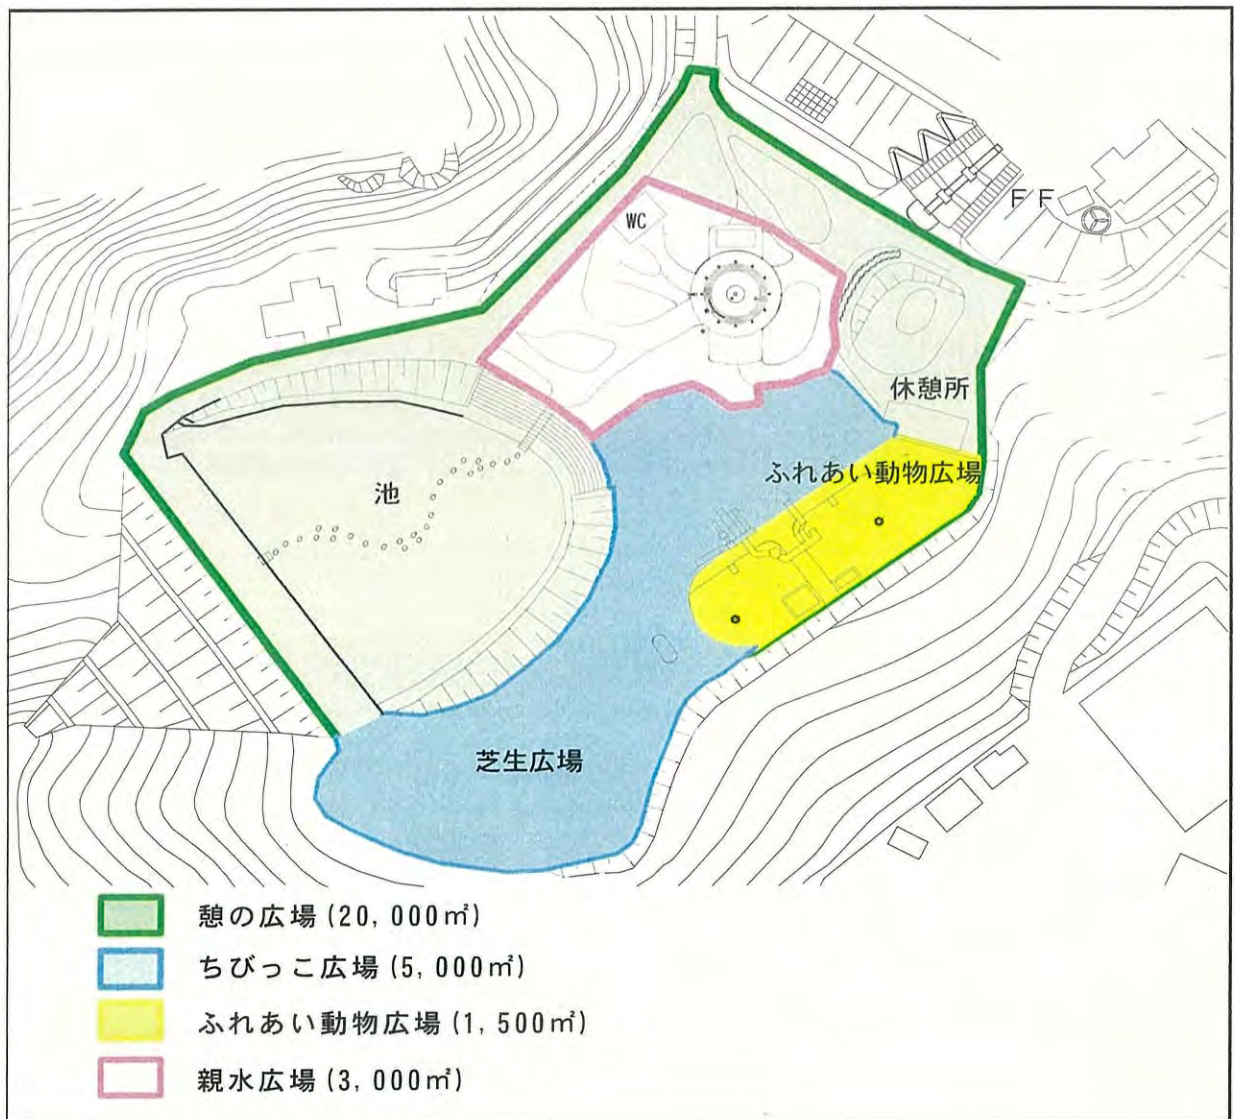 WC
FF
休憩所
ふれあい動物広場
池
芝生広場
憩の広場(20,000㎡)
ちびっこ広場(5,000㎡)
ふれあい動物広場(1,500㎡)
親水広場(3,000㎡)